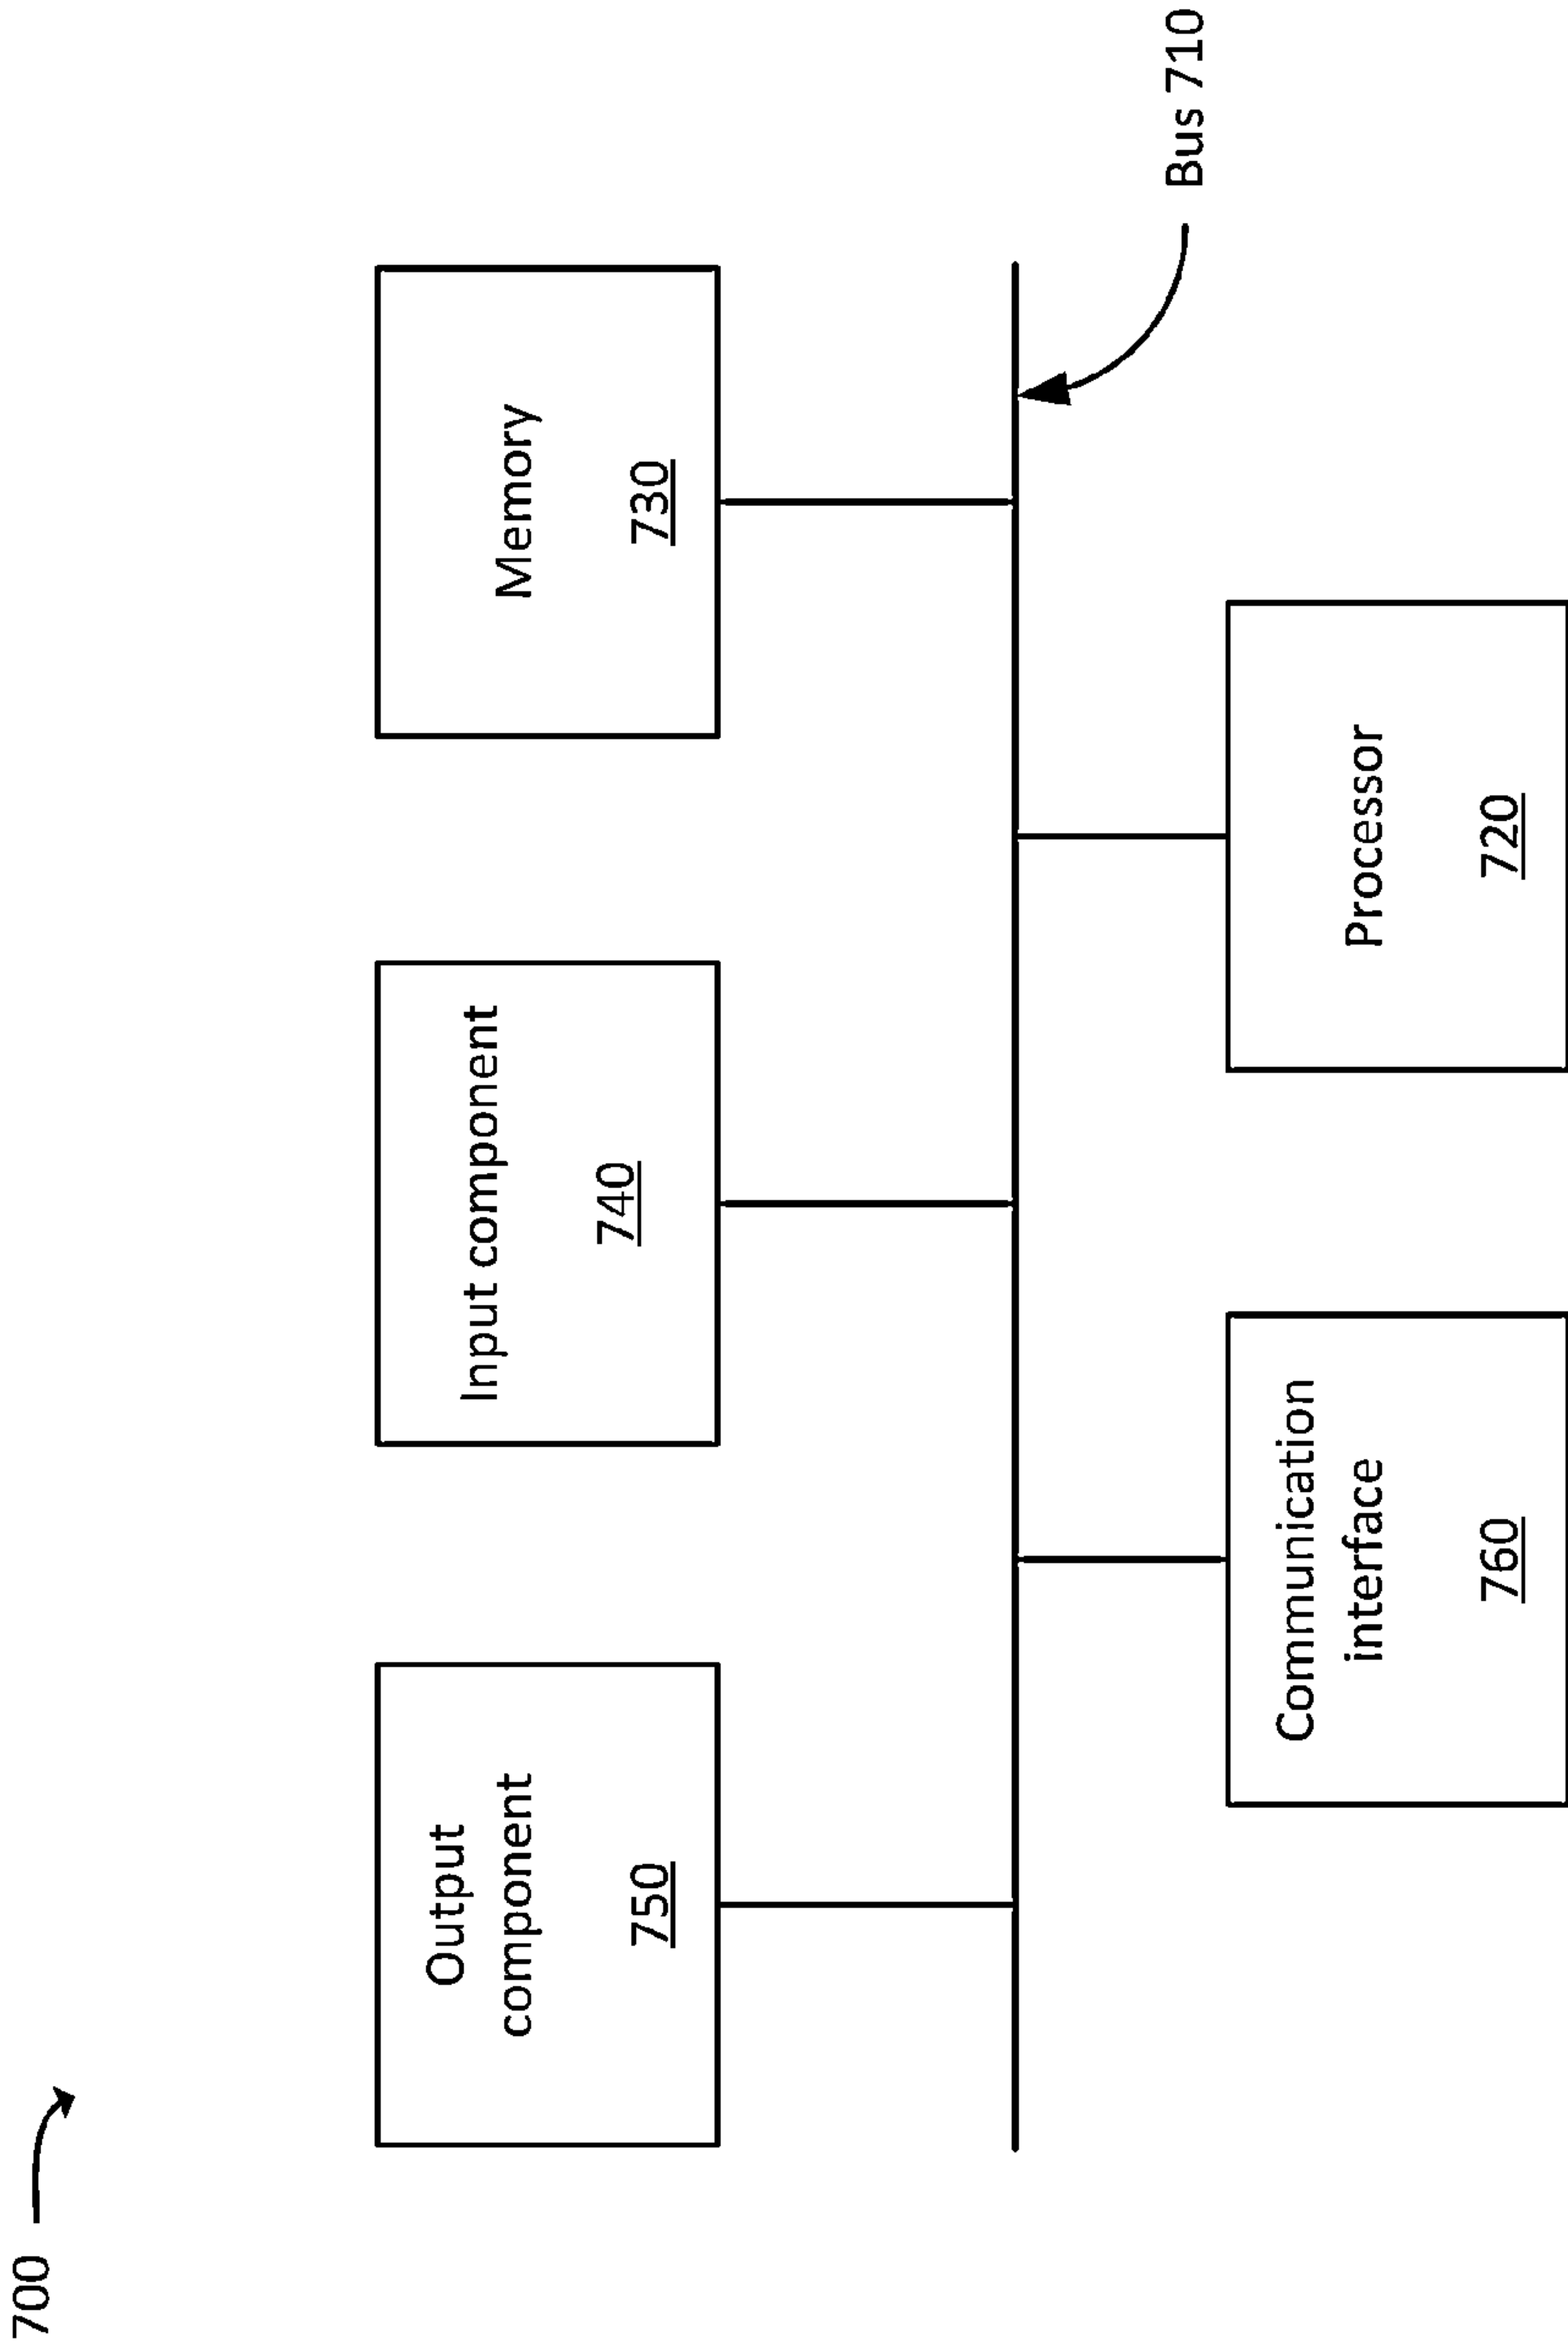 700
Output
component
750
Input component
740
Memory
730
Communication
interface
760
Processor
720
Bus 710